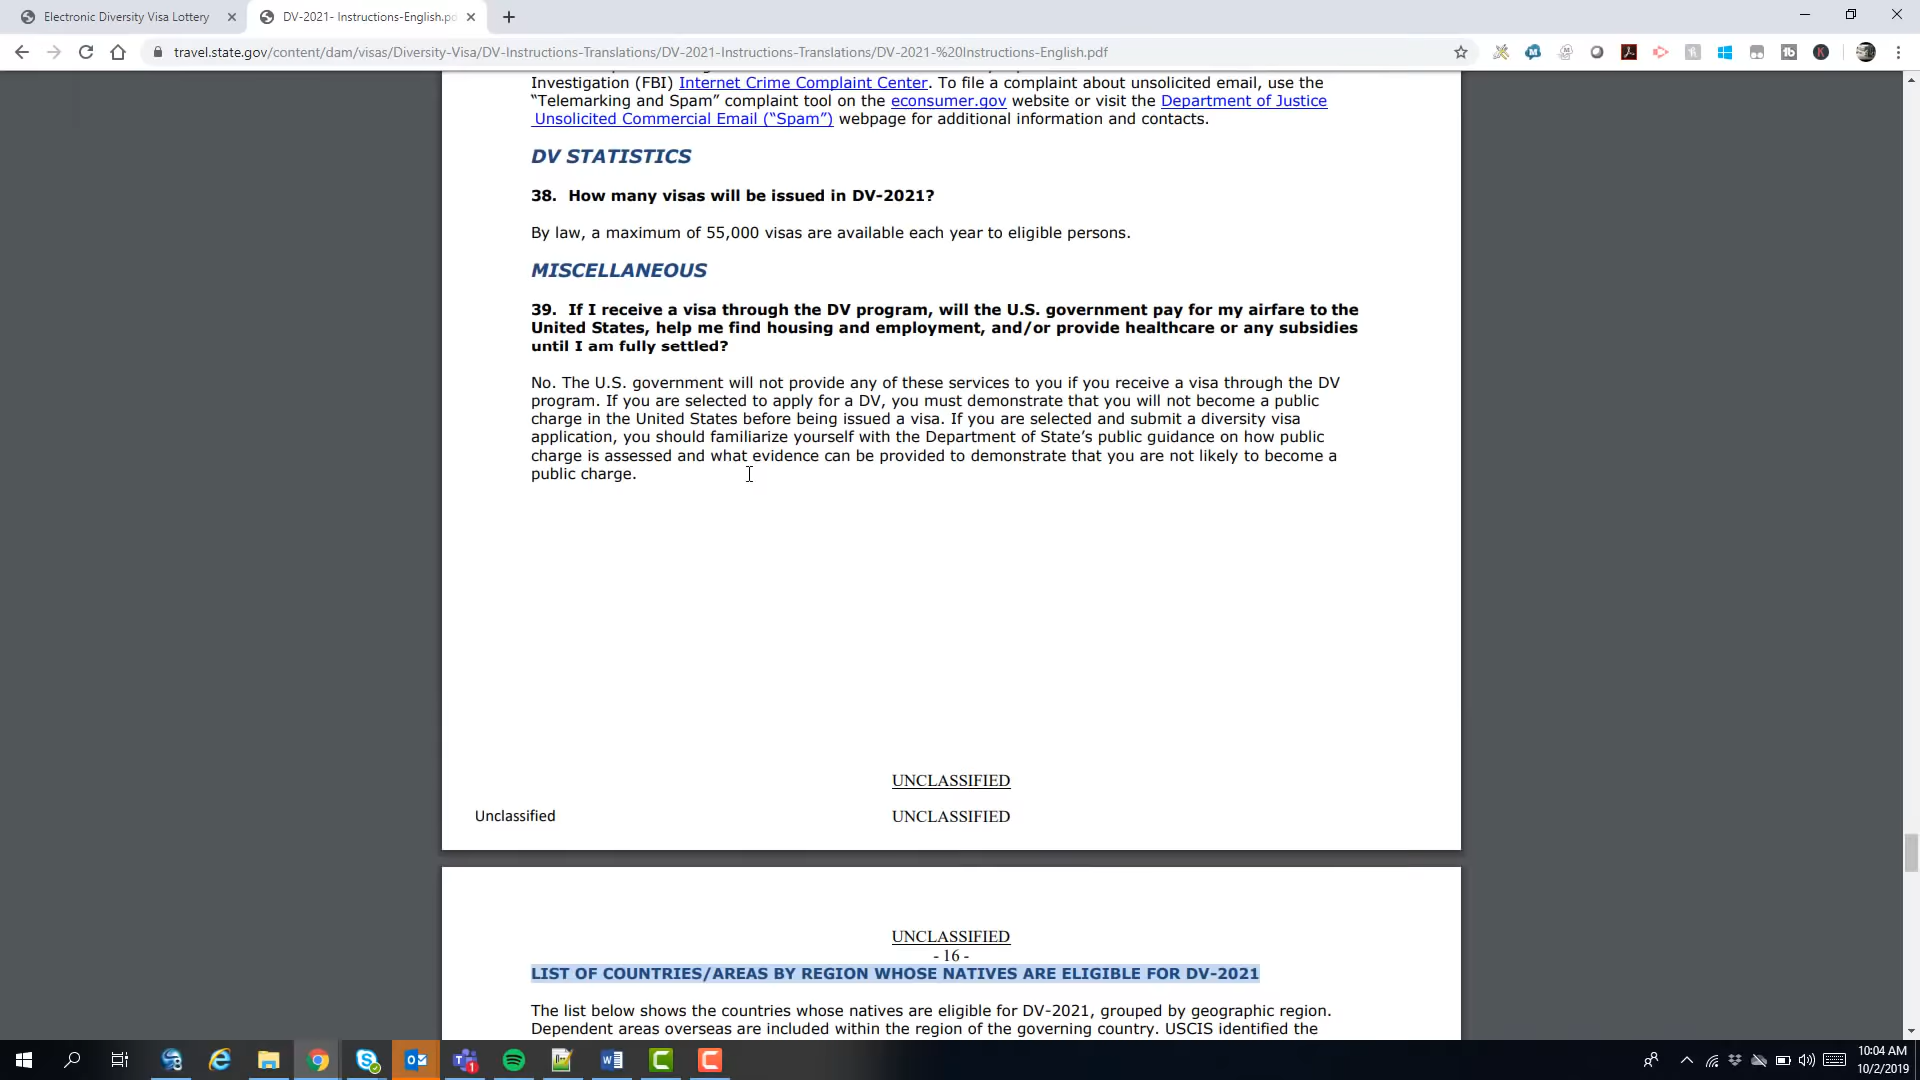 Electronic Diversity Visa Lottery
DV-2021- Instructions-English.pd
travel.state.gov/content/dam/visas/Diversity-Visa/DV-Instructions-Translations/DV-2021-Instructions-Translations/DV-2021-%20Instructions-English.pdf
Investigation (FBI) Internet Crime Complaint Center. To file a complaint about unsolicited email, use the
“Telemarking and Spam” complaint tool on the econsumer.gov website or visit the Department of Justice
Unsolicited Commercial Email (“Spam”) webpage for additional information and contacts.
DV STATISTICS
38. How many visas will be issued in DV-2021?
By law, a maximum of 55,000 visas are available each year to eligible persons.
MISCELLANEOUS
39. If I receive a visa through the DV program, will the U.S. government pay for my airfare to the
United States, help me find housing and employment, and/or provide healthcare or any subsidies
until I am fully settled?
No. The U.S. government will not provide any of these services to you if you receive a visa through the DV
program. If you are selected to apply for a DV, you must demonstrate that you will not become a public
charge in the United States before being issued a visa. If you are selected and submit a diversity visa
application, you should familiarize yourself with the Department of State’s public guidance on how public
charge is assessed and what evidence can be provided to demonstrate that you are not likely to become a
public charge.
UNCLASSIFIED
Unclassified UNCLASSIFIED
UNCLASSIFIED
- 16 -
LIST OF COUNTRIES/AREAS BY REGION WHOSE NATIVES ARE ELIGIBLE FOR DV-2021
The list below shows the countries whose natives are eligible for DV-2021, grouped by geographic region.
Dependent areas overseas are included within the region of the governing country. USCIS identified the
10:04 AM
10/2/2019